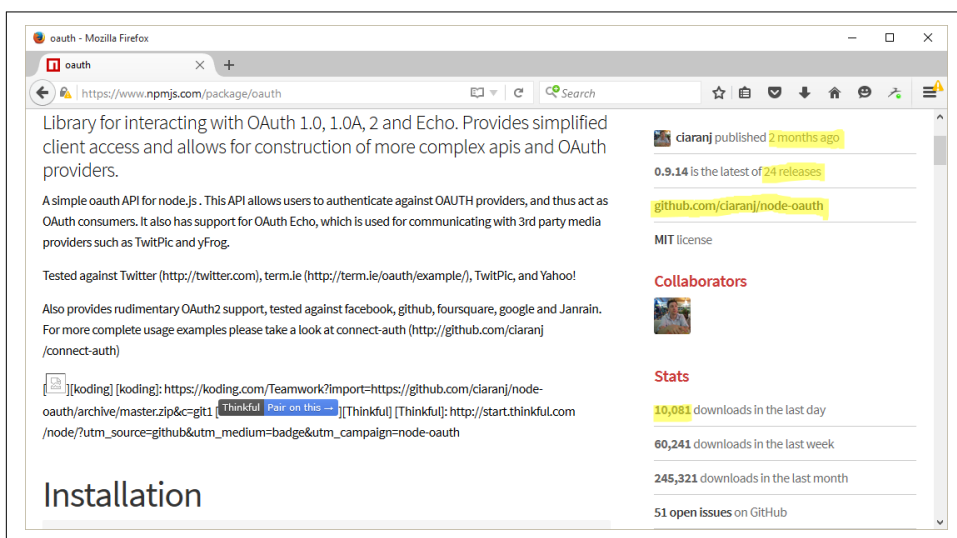 oauth - Mozilla Firefox
oauth
https://www.npmjs.com/package/oauth
Search
Library for interacting with OAuth 1.0, 1.0A, 2 and Echo. Provides simplified
client access and allows for construction of more complex apis and OAuth
providers.
A simple oauth API for node.js . This API allows users to authenticate against OAUTH providers, and thus act as
OAuth consumers. It also has support for OAuth Echo, which is used for communicating with 3rd party media
providers such as TwitPic and yFrog.
Tested against Twitter (http://twitter.com), term.ie (http://term.ie/oauth/example/), TwitPic, and Yahoo!
Also provides rudimentary OAuth2 support, tested against facebook, github, foursquare, google and Janrain.
For more complete usage examples please take a look at connect-auth (http://github.com/ciaranj
/connect-auth)
[ ][koding] [koding]: https://koding.com/Teamwork?import=https://github.com/ciaranj/node-
oauth/archive/master.zip&c=git1 [Thinkful Pair on this → ][Thinkful] [Thinkful]: http://start.thinkful.com
/node/?utm_source=github&utm_medium=badge&utm_campaign=node-oauth
Installation
ciaranj published 2 months ago
0.9.14 is the latest of 24 releases
github.com/ciaranj/node-oauth
MIT license
Collaborators
Stats
10,081 downloads in the last day
60,241 downloads in the last week
245,321 downloads in the last month
51 open issues on GitHub